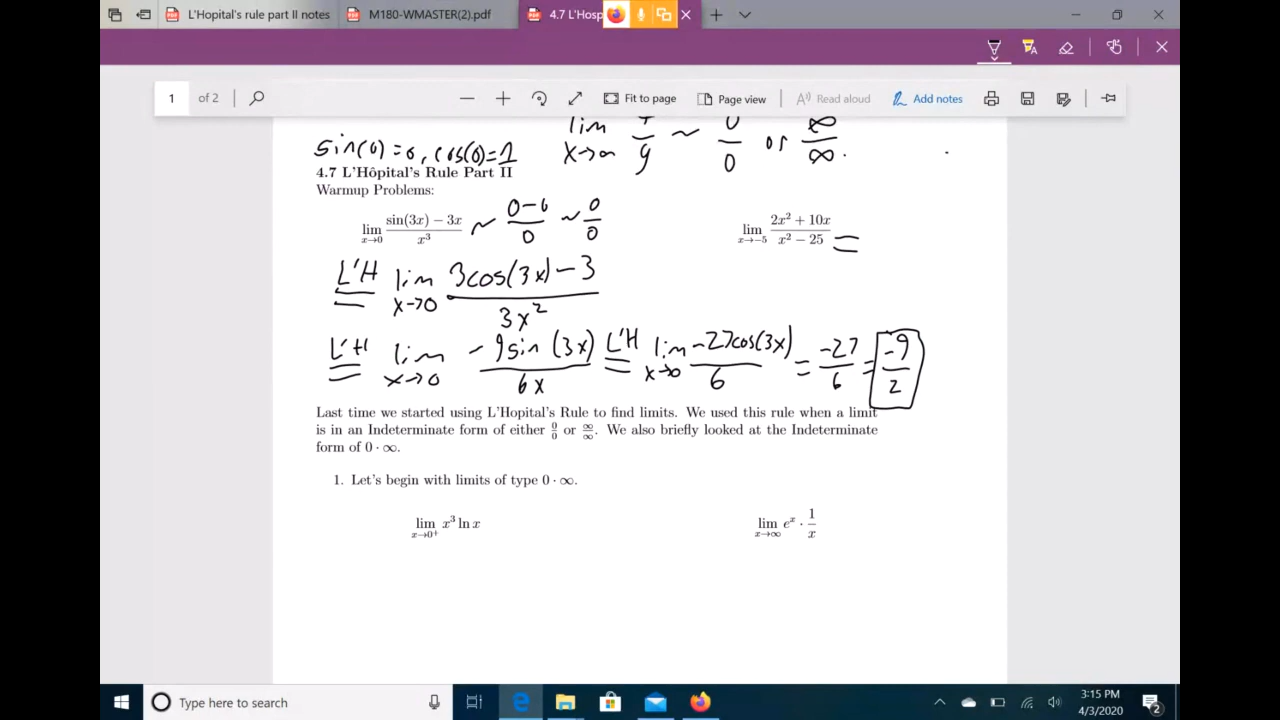 L'Hopital's rule part II notes
M180-WMASTER(2).pdf
4.7 L'Hosp
1 of 2
Fit to page
Page view
Read aloud
Add notes
sin(0) = 0, cos(0) = 1
lim x→∞ f/g ~ 0/0 or ∞/∞.
4.7 L'Hôpital's Rule Part II
Warmup Problems:
lim x→0 sin(3x) − 3x / x³ ~ 0−0/0 ~ 0/0
lim x→−5 2x² + 10x / x² − 25 =
L'H = lim x→0 3cos(3x) − 3 / 3x²
L'H = lim x→0 −9sin(3x) / 6x L'H = lim x→0 −27cos(3x) / 6 = −27/6 = −9/2
Last time we started using L'Hopital's Rule to find limits. We used this rule when a limit
is in an Indeterminate form of either 0/0 or ∞/∞. We also briefly looked at the Indeterminate
form of 0 · ∞.
1. Let's begin with limits of type 0 · ∞.
lim x→0⁺ x³ ln x
lim x→∞ eˣ · 1/x
Type here to search
3:15 PM
4/3/2020
2